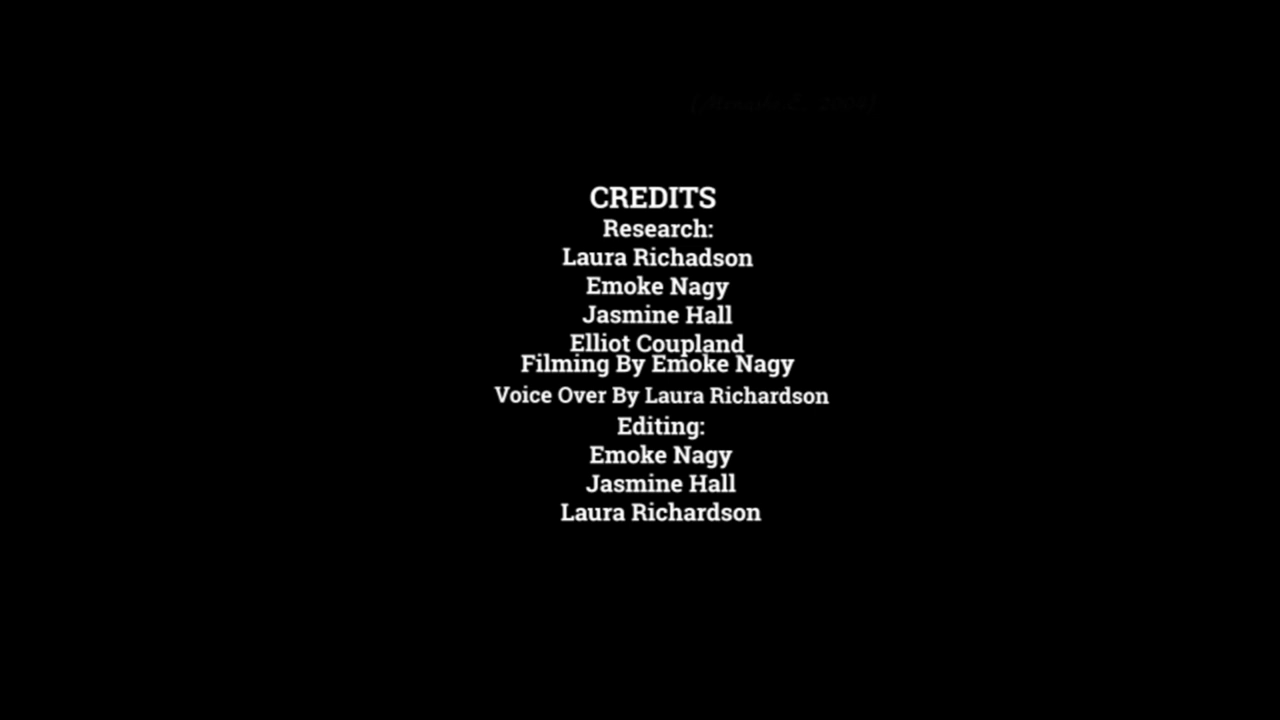 CREDITS
Research:
Laura Richadson
Emoke Nagy
Jasmine Hall
Elliot Coupland
Filming By Emoke Nagy
Voice Over By Laura Richardson
Editing:
Emoke Nagy
Jasmine Hall
Laura Richardson